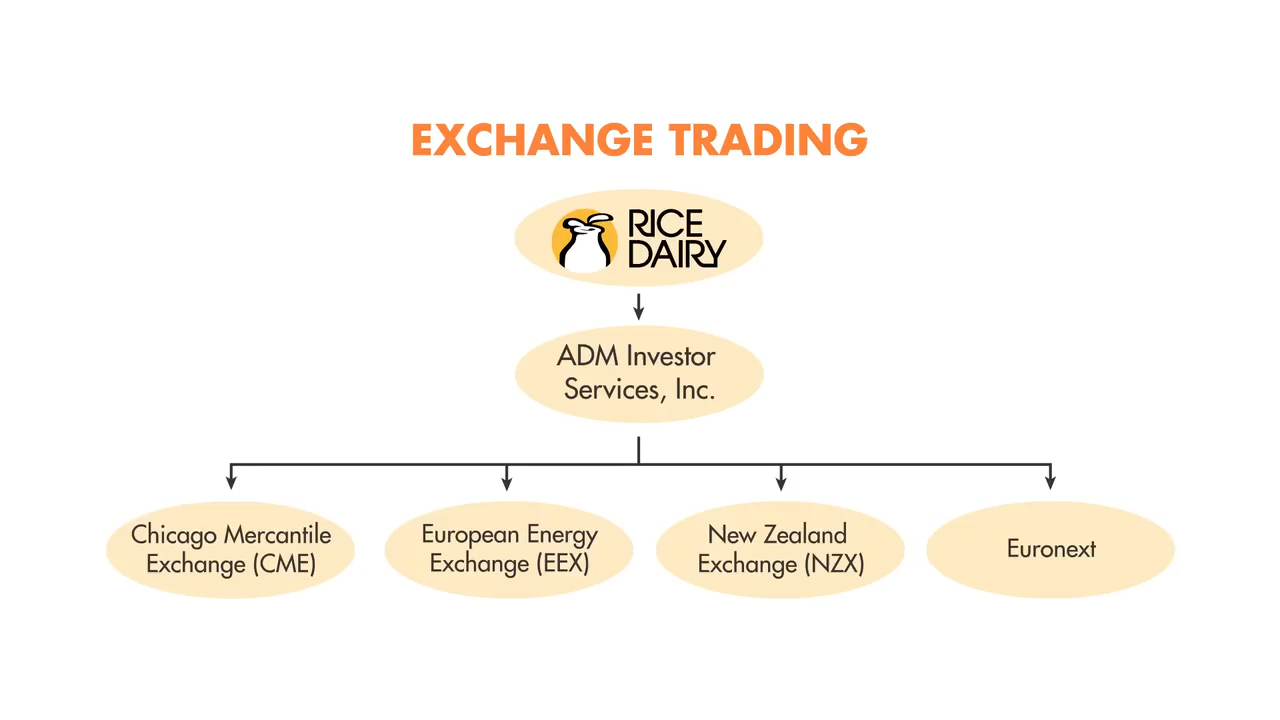 EXCHANGE TRADING
RICE
DAIRY
ADM Investor
Services, Inc.
Chicago Mercantile
Exchange (CME)
European Energy
Exchange (EEX)
New Zealand
Exchange (NZX)
Euronext